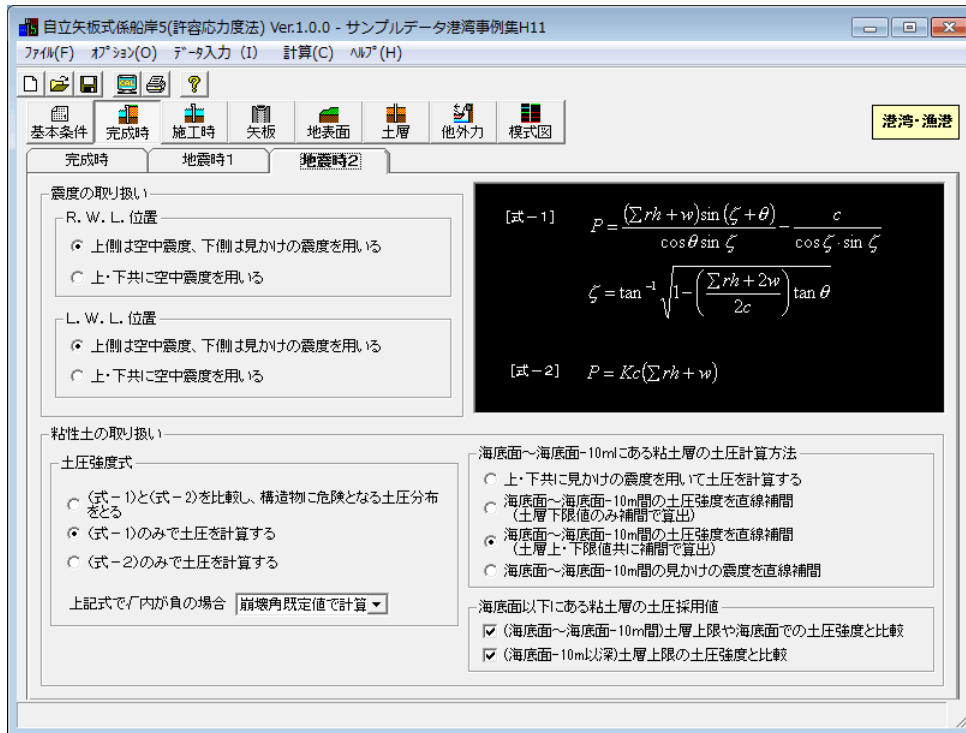 自立矢板式係船岸5(許容応力度法) Ver.1.0.0 - サンプルデータ港湾事例集H11
ﾌｧｲﾙ(F) ｵﾌﾟｼｮﾝ(O) ﾃﾞｰﾀ入力 (I) 計算(C) ﾍﾙﾌﾟ(H)
基本条件 完成時 施工時 矢板 地表面 土層 他外力 模式図
港湾・漁港
完成時 地震時1 地震時2
震度の取り扱い
R. W. L. 位置
上側は空中震度、下側は見かけの震度を用いる
上・下共に空中震度を用いる
L. W. L. 位置
上側は空中震度、下側は見かけの震度を用いる
上・下共に空中震度を用いる
[式－1] P = (∑rh + w)sin(ζ + θ) / cosθ sin ζ − c / cosζ · sin ζ
ζ = tan⁻¹ √(1 − ((∑rh + 2w) / 2c) tan θ)
[式－2] P = Kc(∑rh + w)
粘性土の取り扱い
土圧強度式
(式－1)と(式－2)を比較し、構造物に危険となる土圧分布
をとる
(式－1)のみで土圧を計算する
(式－2)のみで土圧を計算する
上記式で√内が負の場合 崩壊角既定値で計算
海底面～海底面-10mにある粘土層の土圧計算方法
上・下共に見かけの震度を用いて土圧を計算する
海底面～海底面-10m間の土圧強度を直線補間
(土層下限値のみ補間で算出)
海底面～海底面-10m間の土圧強度を直線補間
(土層上・下限値共に補間で算出)
海底面～海底面-10m間の見かけの震度を直線補間
海底面以下にある粘土層の土圧採用値
(海底面～海底面-10m間)土層上限や海底面での土圧強度と比較
(海底面-10m以深)土層上限の土圧強度と比較